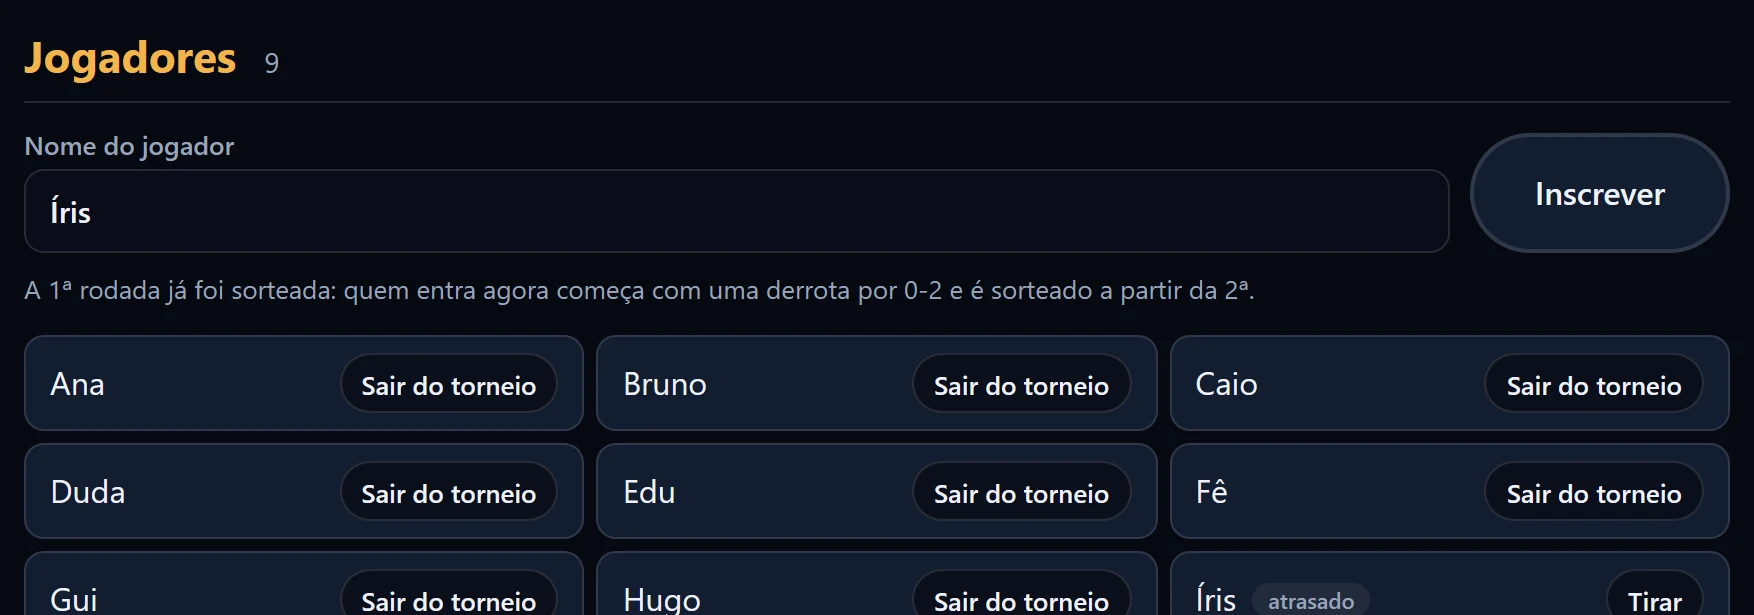 Jogadores 9
Nome do jogador
Íris
Inscrever
A 1ª rodada já foi sorteada: quem entra agora começa com uma derrota por 0-2 e é sorteado a partir da 2ª.
Ana Sair do torneio
Bruno Sair do torneio
Caio Sair do torneio
Duda Sair do torneio
Edu Sair do torneio
Fê Sair do torneio
Gui Sair do torneio
Hugo Sair do torneio
Íris atrasado Tirar